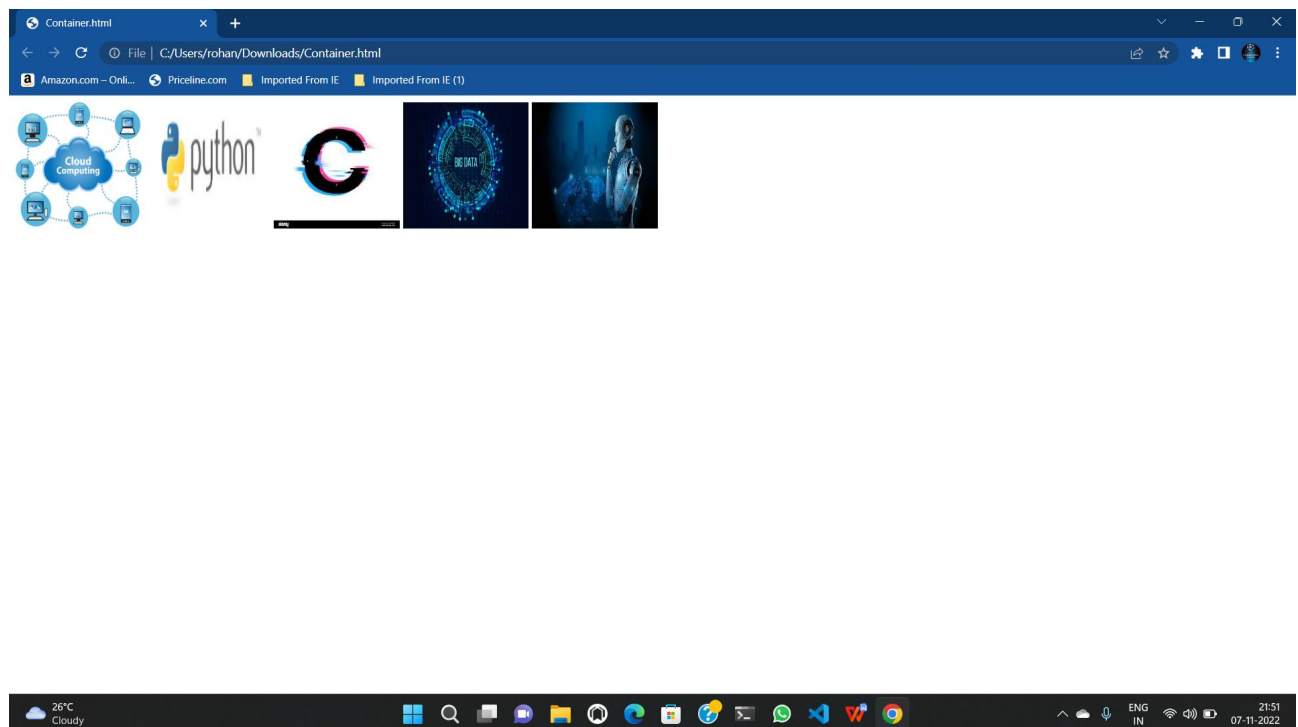 Container.html
File | C:/Users/rohan/Downloads/Container.html
Amazon.com – Onli... Priceline.com Imported From IE Imported From IE (1)
Cloud
Computing
python
C
BIG DATA
26°C
Cloudy
ENG
IN
21:51
07-11-2022